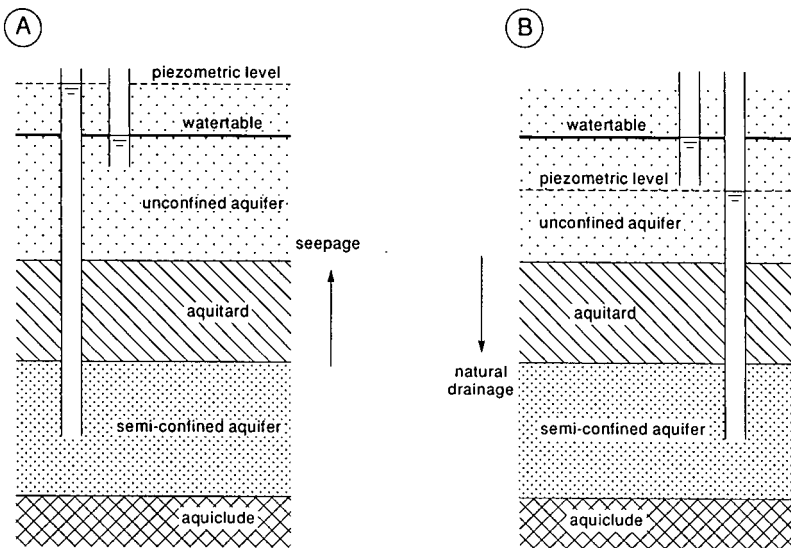 A
piezometric level
watertable
unconfined aquifer
seepage
aquitard
semi-confined aquifer
aquiclude
B
watertable
piezometric level
unconfined aquifer
aquitard
natural
drainage
semi-confined aquifer
aquiclude